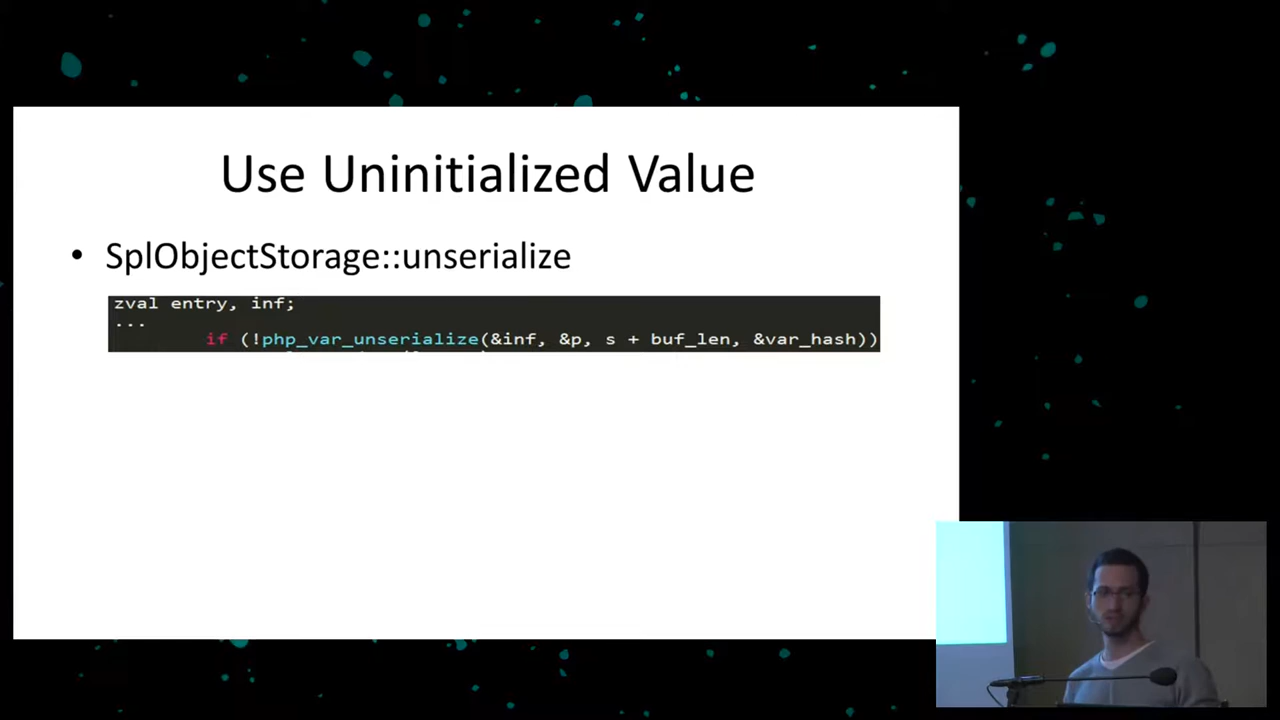 Use Uninitialized Value
• SplObjectStorage::unserialize
zval entry, inf;
...
if (!php_var_unserialize(&inf, &p, s + buf_len, &var_hash))